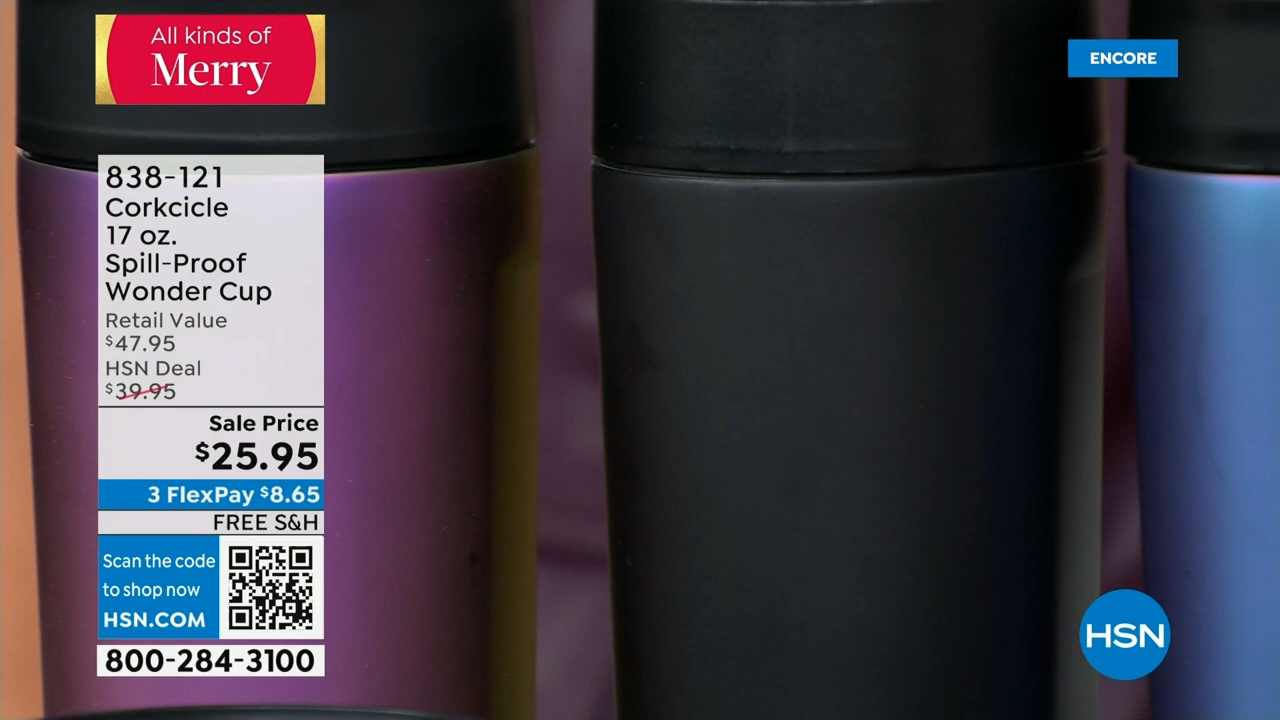 All kinds of
Merry
ENCORE
838-121
Corkcicle
17 oz.
Spill-Proof
Wonder Cup
Retail Value
$47.95
HSN Deal
$39.95
Sale Price
$25.95
3 FlexPay $8.65
FREE S&H
Scan the code
to shop now
HSN.COM
800-284-3100
HSN